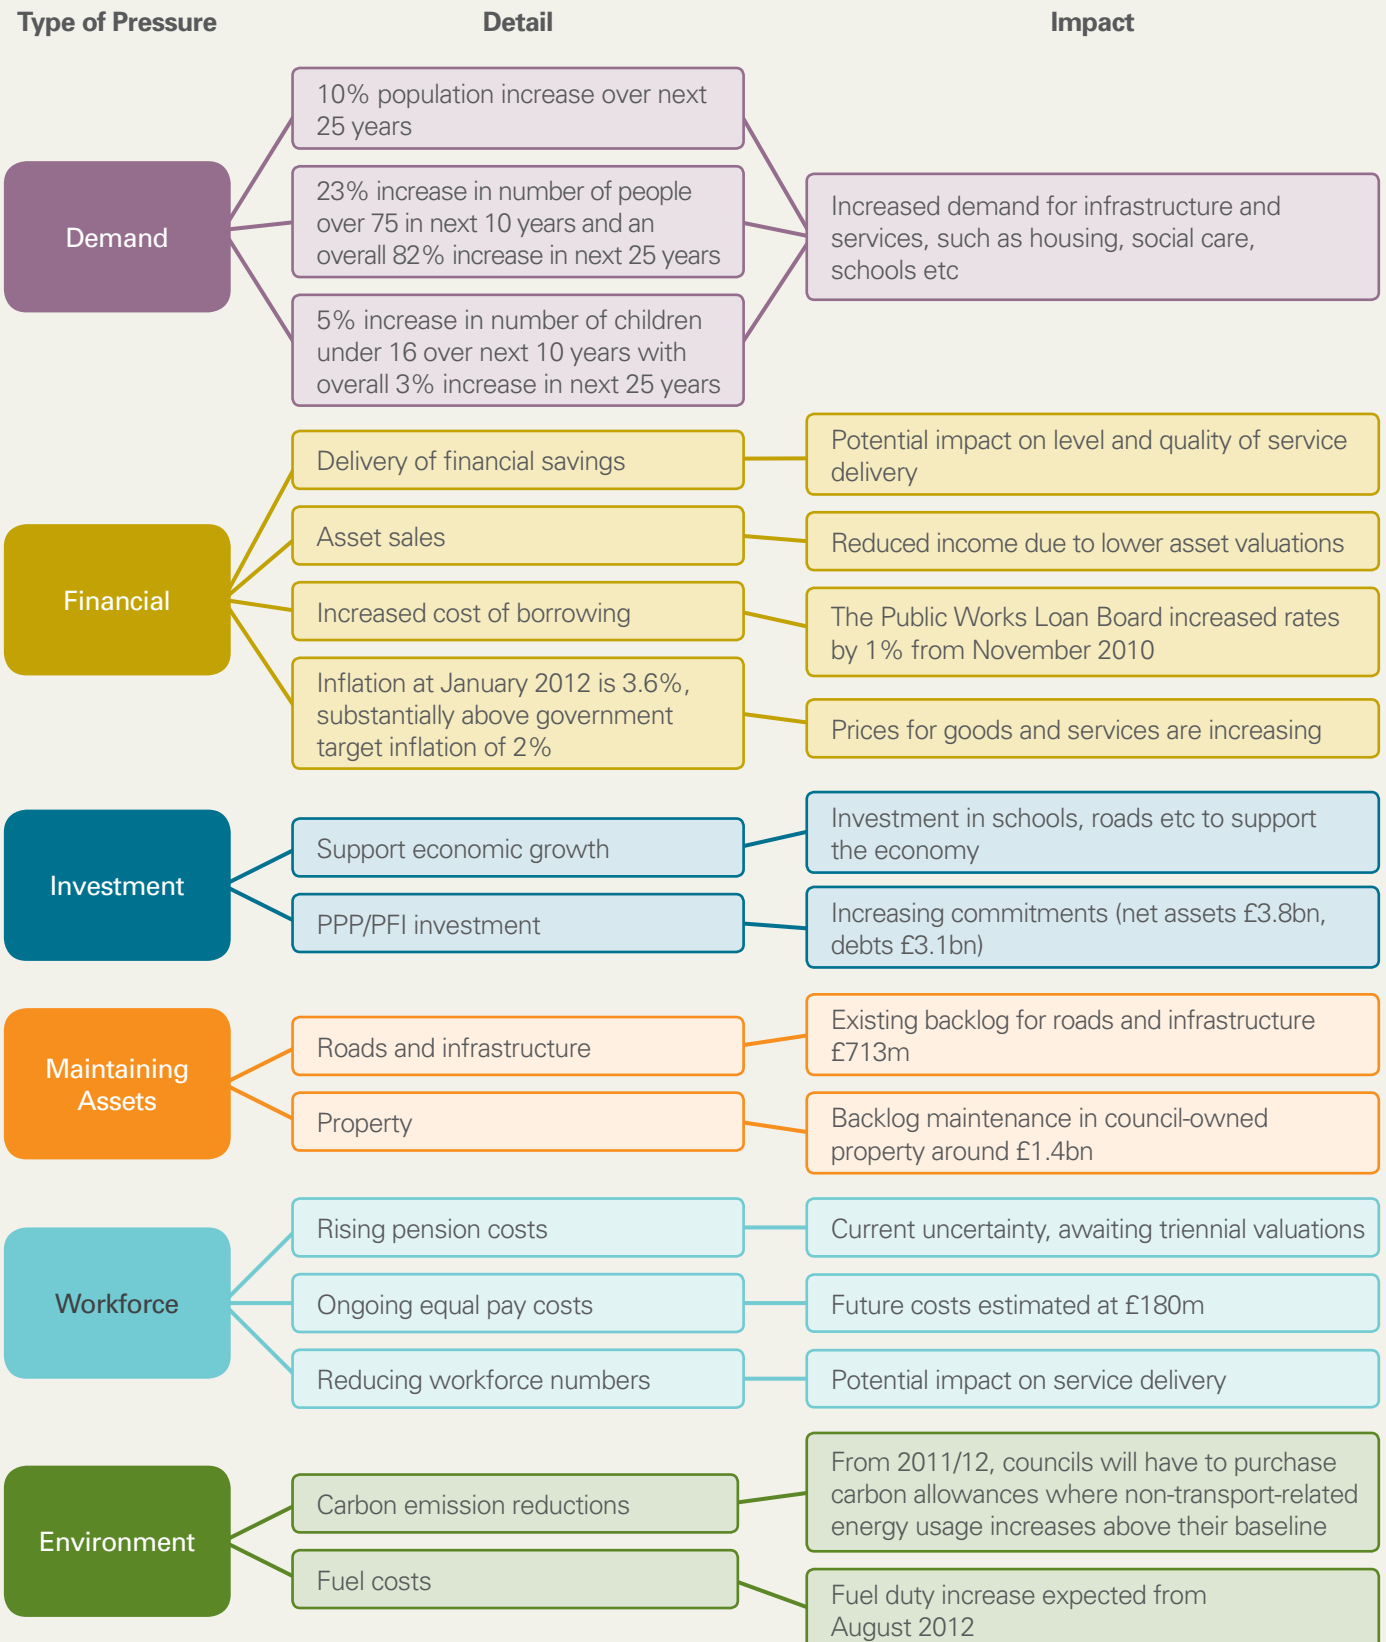 Type of Pressure
Detail
Impact
Demand
10% population increase over next
25 years
23% increase in number of people
over 75 in next 10 years and an
overall 82% increase in next 25 years
5% increase in number of children
under 16 over next 10 years with
overall 3% increase in next 25 years
Increased demand for infrastructure and
services, such as housing, social care,
schools etc
Financial
Delivery of financial savings
Potential impact on level and quality of service
delivery
Asset sales
Reduced income due to lower asset valuations
Increased cost of borrowing
The Public Works Loan Board increased rates
by 1% from November 2010
Inflation at January 2012 is 3.6%,
substantially above government
target inflation of 2%
Prices for goods and services are increasing
Investment
Support economic growth
Investment in schools, roads etc to support
the economy
PPP/PFI investment
Increasing commitments (net assets £3.8bn,
debts £3.1bn)
Maintaining
Assets
Roads and infrastructure
Existing backlog for roads and infrastructure
£713m
Property
Backlog maintenance in council-owned
property around £1.4bn
Workforce
Rising pension costs
Current uncertainty, awaiting triennial valuations
Ongoing equal pay costs
Future costs estimated at £180m
Reducing workforce numbers
Potential impact on service delivery
Environment
Carbon emission reductions
From 2011/12, councils will have to purchase
carbon allowances where non-transport-related
energy usage increases above their baseline
Fuel costs
Fuel duty increase expected from
August 2012